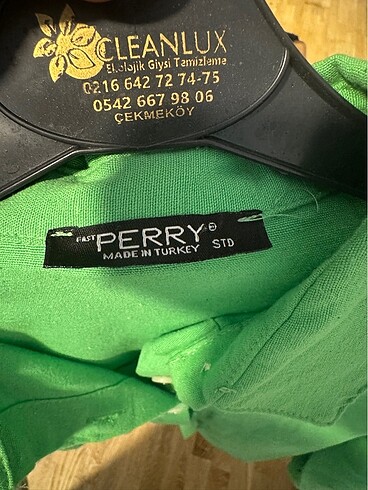 CLEANLUX
Ekolojik Giysi Temizleme
0216 642 72 74-75
0542 667 98 06
ÇEKMEKÖY
FAST PERRY ®
MADE IN TURKEY STD